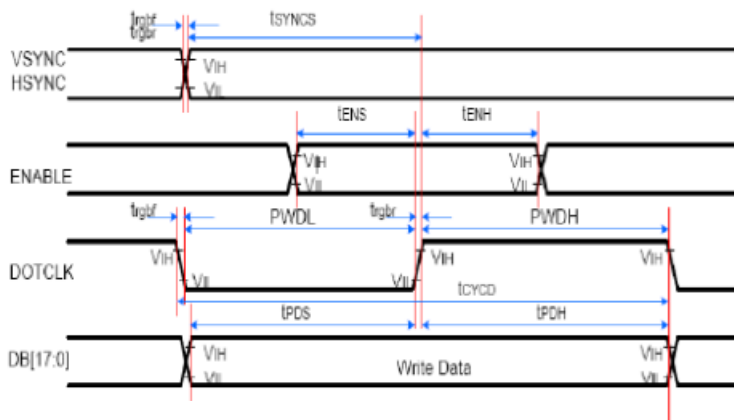 trgbf tSYNCS
trgbr
VSYNC VIH
HSYNC VIL
tENS tENH
ENABLE VIH VIH
VIL VIL
trgbf PWDL trgbr PWDH
DOTCLK VIH VIL VIL VIH VIH
tCYCD
tPDS tPDH
DB[17:0] VIH Write Data VIH
VIL VIL